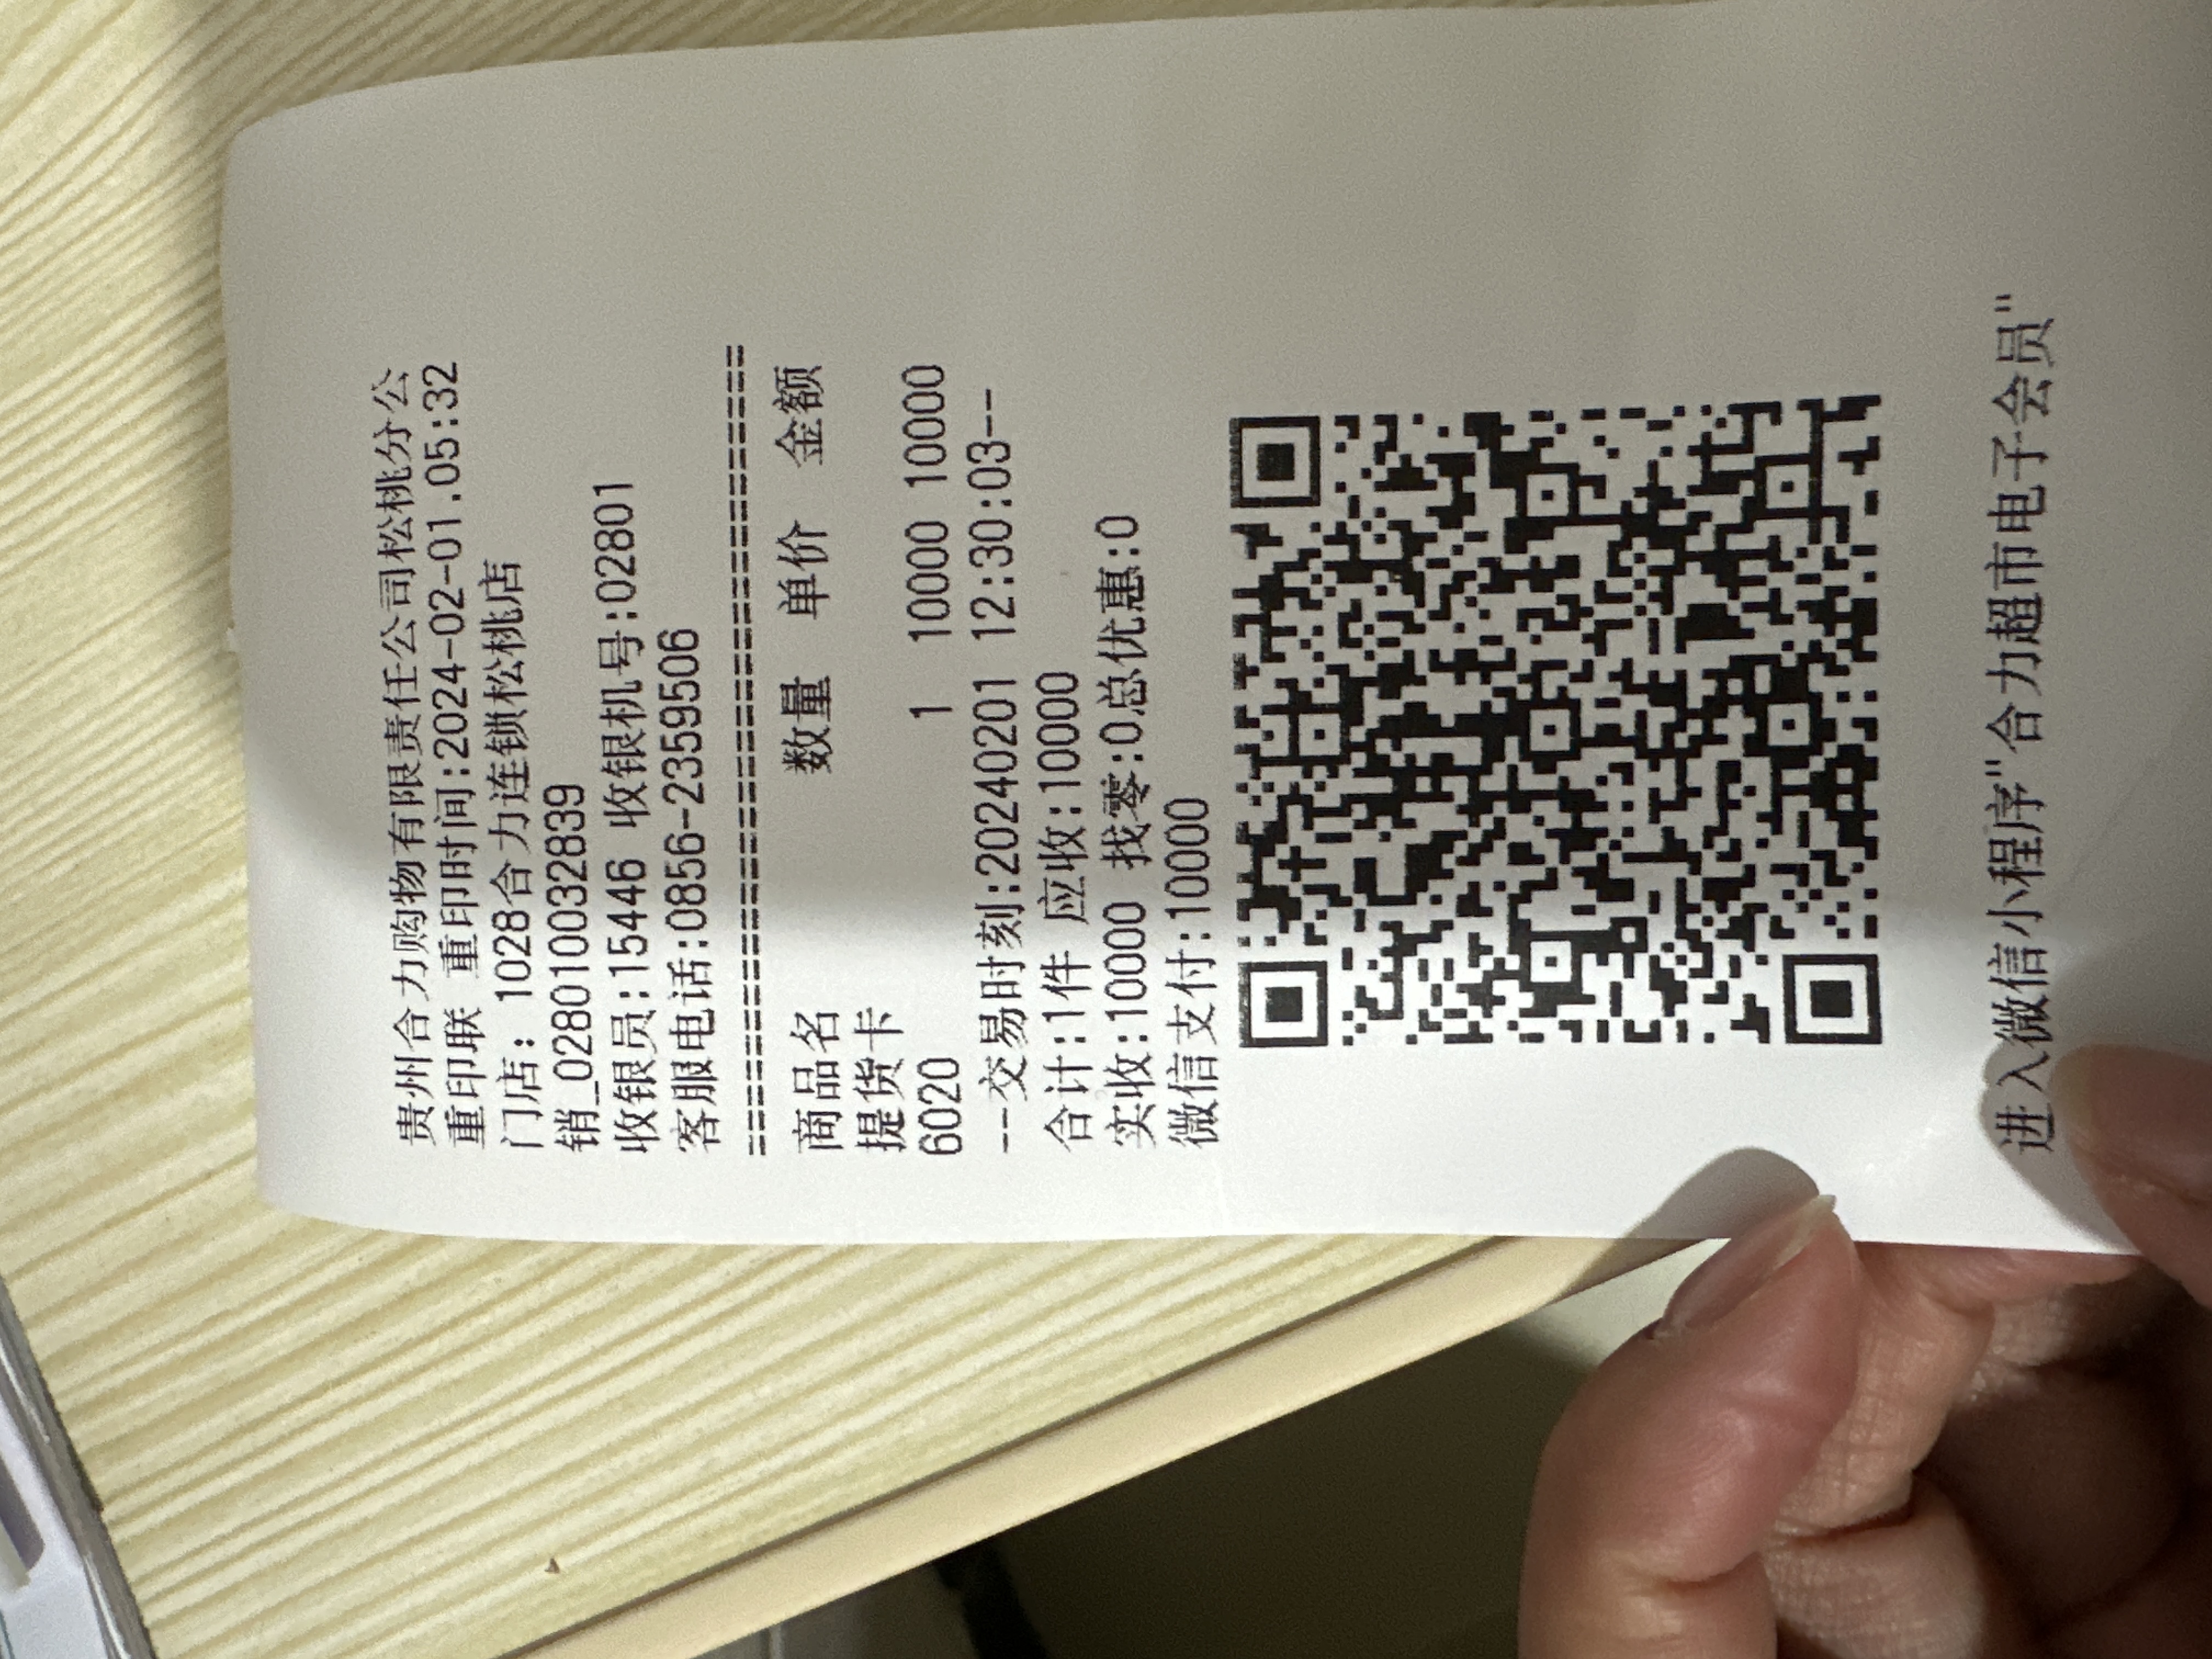 贵州合力购物有限责任公司松桃分公
重印联 重印时间:2024-02-01.05:32
门店: 1028合力连锁松桃店
销_028010032839
收银员:15446 收银机号:02801
客服电话:0856-2359506
==================================
商品名 数量 单价 金额
提货卡
6020 1 10000 10000
--交易时刻:20240201 12:30:03--
合计:1件 应收:10000
实收:10000 找零:0总优惠:0
微信支付:10000
进入微信小程序"合力超市电子会员"